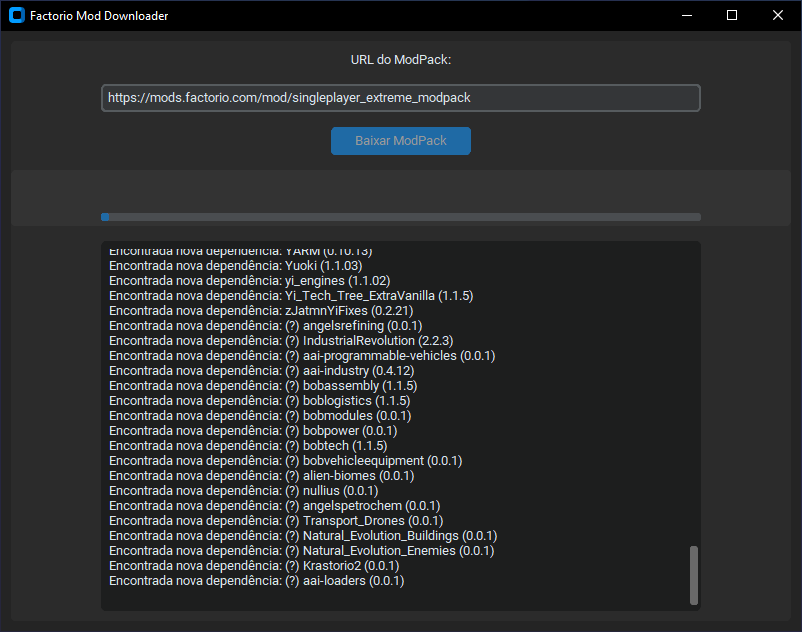 Factorio Mod Downloader
URL do ModPack:
https://mods.factorio.com/mod/singleplayer_extreme_modpack
Baixar ModPack
Encontrada nova dependência: YARM (0.10.13)
Encontrada nova dependência: Yuoki (1.1.03)
Encontrada nova dependência: yi_engines (1.1.02)
Encontrada nova dependência: Yi_Tech_Tree_ExtraVanilla (1.1.5)
Encontrada nova dependência: zJatmnYiFixes (0.2.21)
Encontrada nova dependência: (?) angelsrefining (0.0.1)
Encontrada nova dependência: (?) IndustrialRevolution (2.2.3)
Encontrada nova dependência: (?) aai-programmable-vehicles (0.0.1)
Encontrada nova dependência: (?) aai-industry (0.4.12)
Encontrada nova dependência: (?) bobassembly (1.1.5)
Encontrada nova dependência: (?) boblogistics (1.1.5)
Encontrada nova dependência: (?) bobmodules (0.0.1)
Encontrada nova dependência: (?) bobpower (0.0.1)
Encontrada nova dependência: (?) bobtech (1.1.5)
Encontrada nova dependência: (?) bobvehicleequipment (0.0.1)
Encontrada nova dependência: (?) alien-biomes (0.0.1)
Encontrada nova dependência: (?) nullius (0.0.1)
Encontrada nova dependência: (?) angelspetrochem (0.0.1)
Encontrada nova dependência: (?) Transport_Drones (0.0.1)
Encontrada nova dependência: (?) Natural_Evolution_Buildings (0.0.1)
Encontrada nova dependência: (?) Natural_Evolution_Enemies (0.0.1)
Encontrada nova dependência: (?) Krastorio2 (0.0.1)
Encontrada nova dependência: (?) aai-loaders (0.0.1)